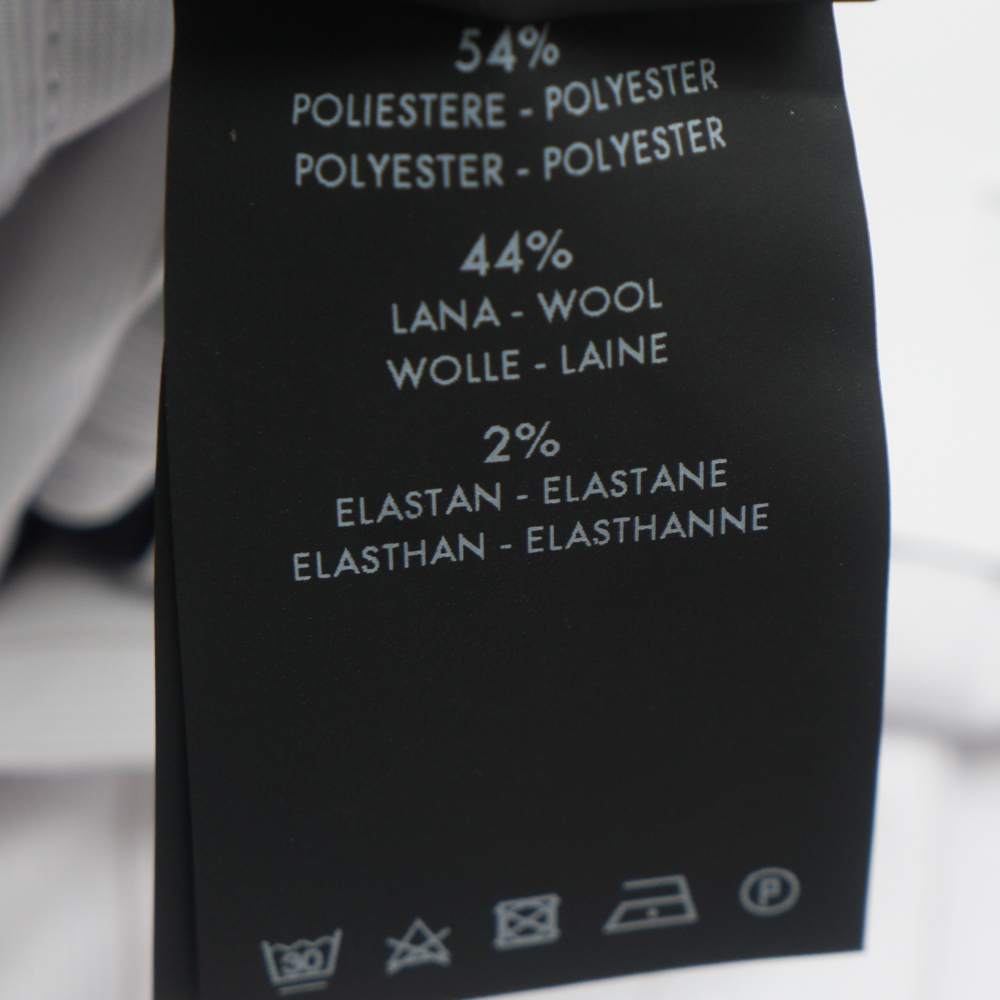 54%
POLIESTERE - POLYESTER
POLYESTER - POLYESTER
44%
LANA - WOOL
WOLLE - LAINE
2%
ELASTAN - ELASTANE
ELASTHAN - ELASTHANNE
30 P